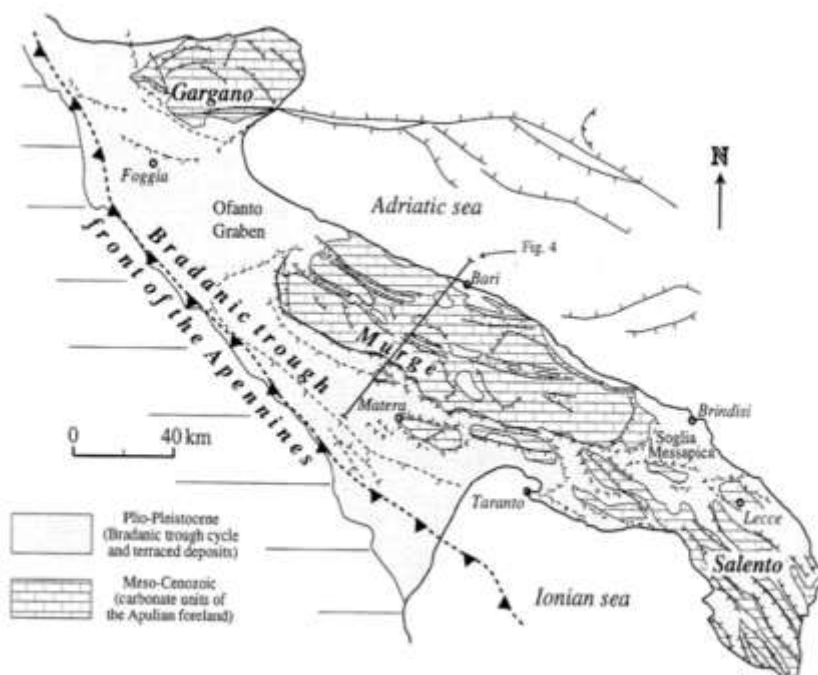 Gargano
Foggia
N
Ofanto
Graben
Adriatic sea
Fig. 4
Bari
Bradanic trough
front of the Apennines
Murge
Matera
Brindisi
0 40 km
Soglia
Messapica
Taranto
Lecce
Plio-Pleistocene
(Bradanic trough cycle
and terraced deposits)
Salento
Meso-Cenozoic
(carbonate units of
the Apulian foreland)
Ionian sea